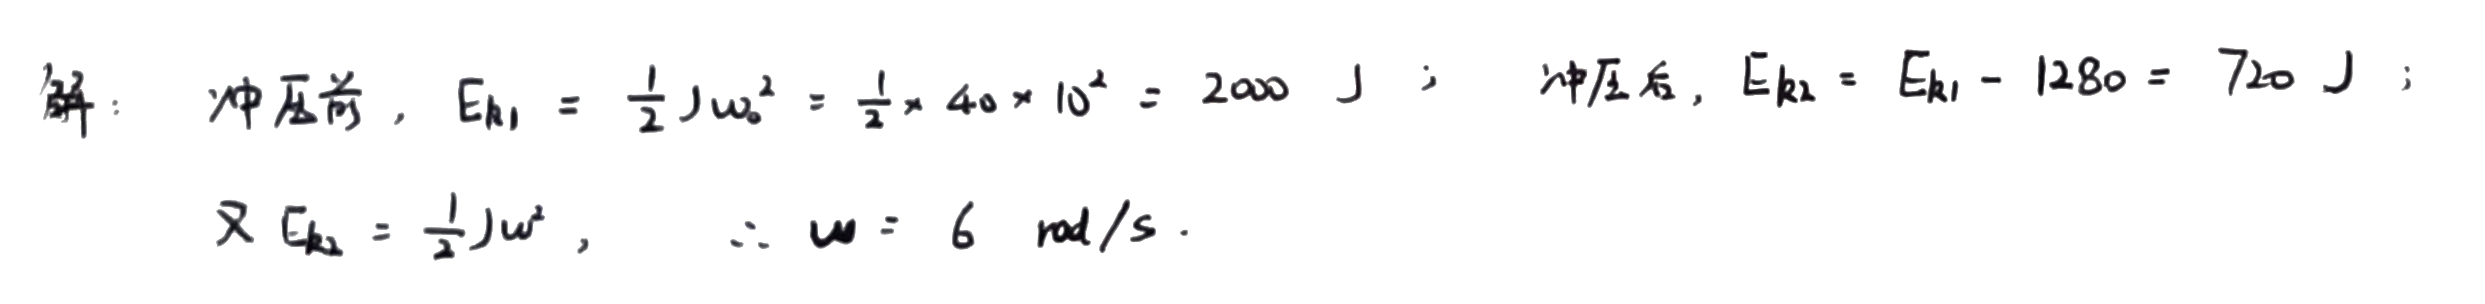 解: 冲压前, Ek1 = 1/2 Jω₀² = 1/2 × 40 × 10² = 2000 J ; 冲压后, Ek2 = Ek1 - 1280 = 720 J ;
又 Ek2 = 1/2 Jω², ∴ ω = 6 rad/s.